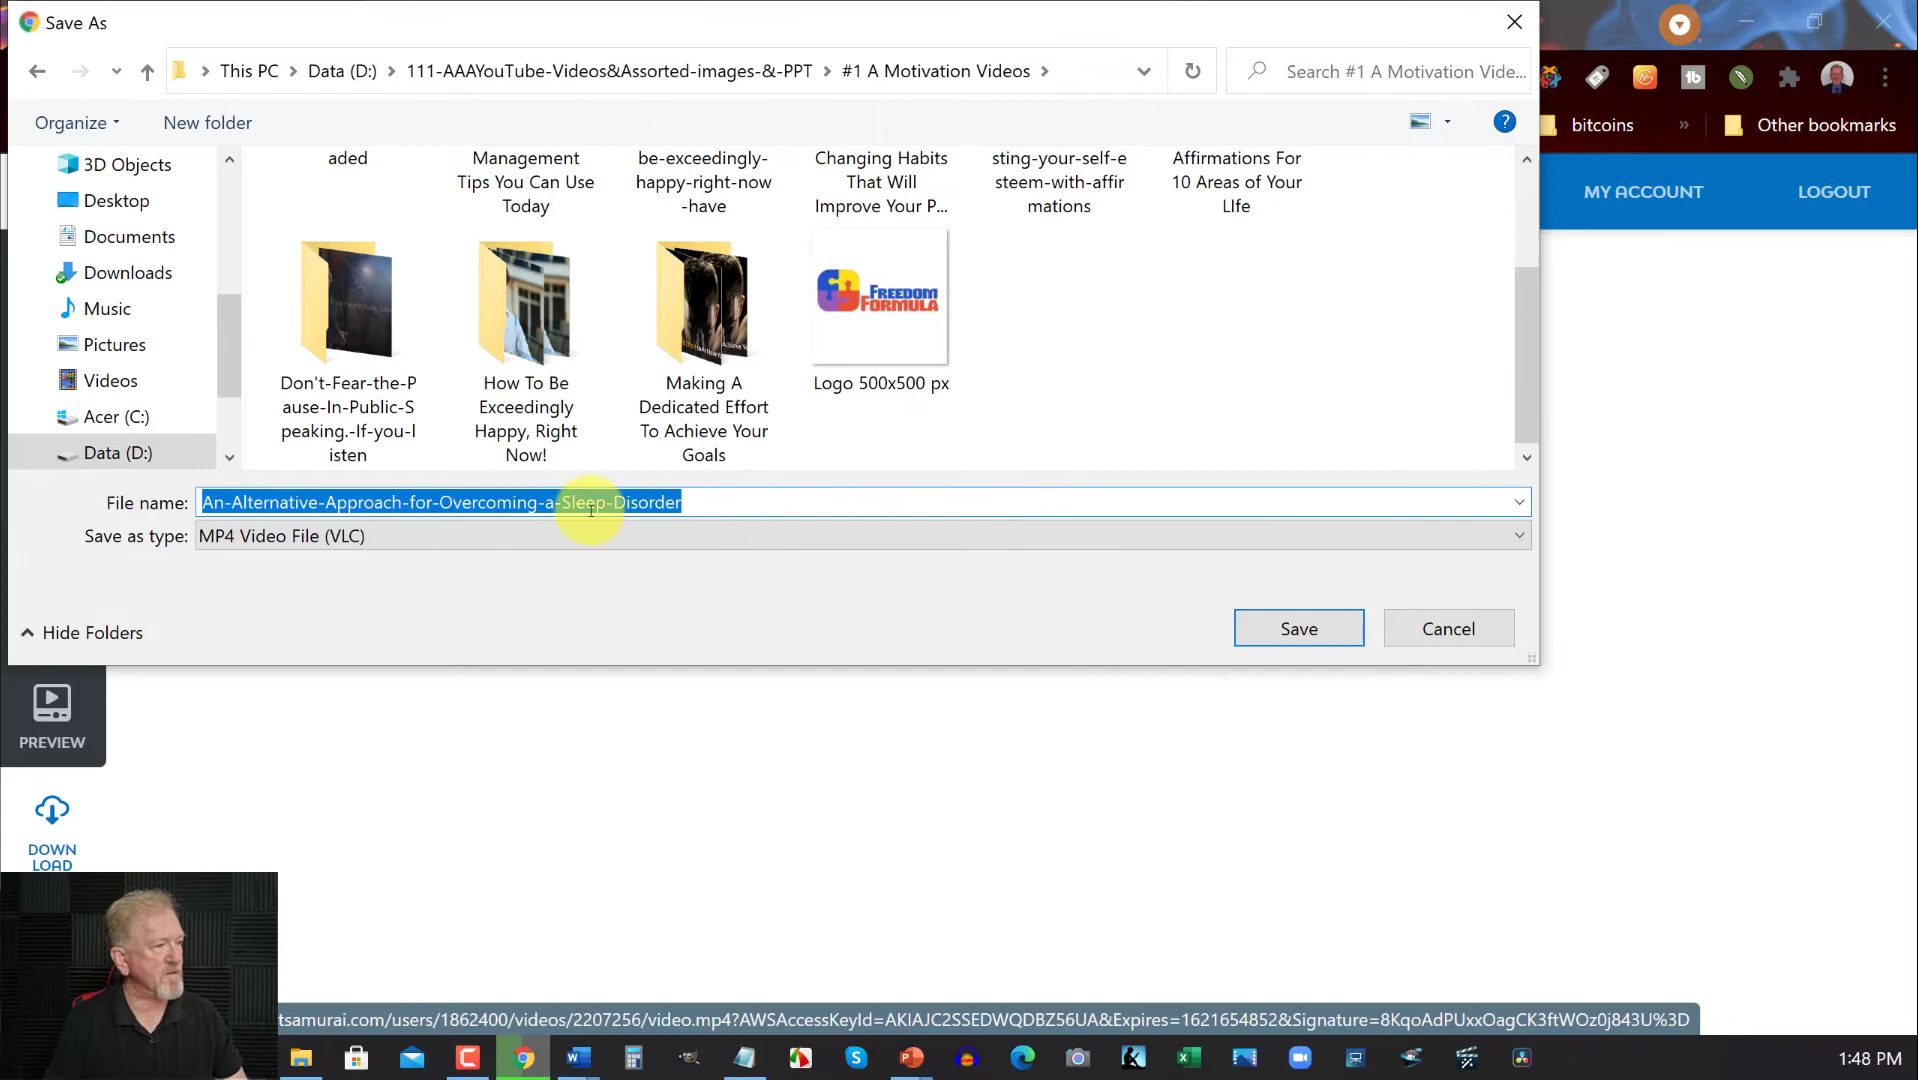 Save As
This PC
Data (D:)
111-AAAYouTube-Videos&Assorted-images-&-PPT
#1 A Motivation Videos
Search #1 A Motivation Vide...
Organize
New folder
bitcoins
Other bookmarks
MY ACCOUNT
LOGOUT
3D Objects
Desktop
Documents
Downloads
Music
Pictures
Videos
Acer (C:)
Data (D:)
aded
Management
Tips You Can Use
Today
be-exceedingly-
happy-right-now
-have
Changing Habits
That Will
Improve Your P...
sting-your-self-e
steem-with-affir
mations
Affirmations For
10 Areas of Your
LIfe
FREEDOM
FORMULA
Don't-Fear-the-P
ause-In-Public-S
peaking.-If-you-l
isten
How To Be
Exceedingly
Happy, Right
Now!
Making A
Dedicated Effort
To Achieve Your
Goals
Logo 500x500 px
File name:
An-Alternative-Approach-for-Overcoming-a-Sleep-Disorder
Save as type:
MP4 Video File (VLC)
Hide Folders
Save
Cancel
PREVIEW
DOWN
LOAD
tsamurai.com/users/1862400/videos/2207256/video.mp4?AWSAccessKeyId=AKIAJC2SSEDWQDBZ56UA&Expires=1621654852&Signature=8KqoAdPUxxOagCK3ftWOz0j843U%3D
1:48 PM